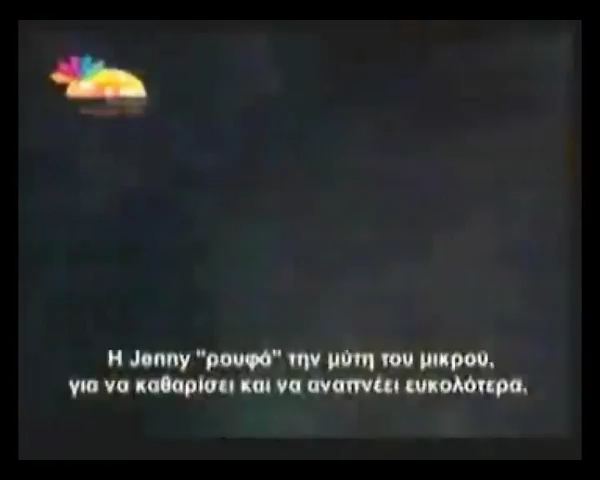 Η Jenny "ρουφά" την μύτη του μικρού,
για να καθαρίσει και να αναπνέει ευκολότερα,